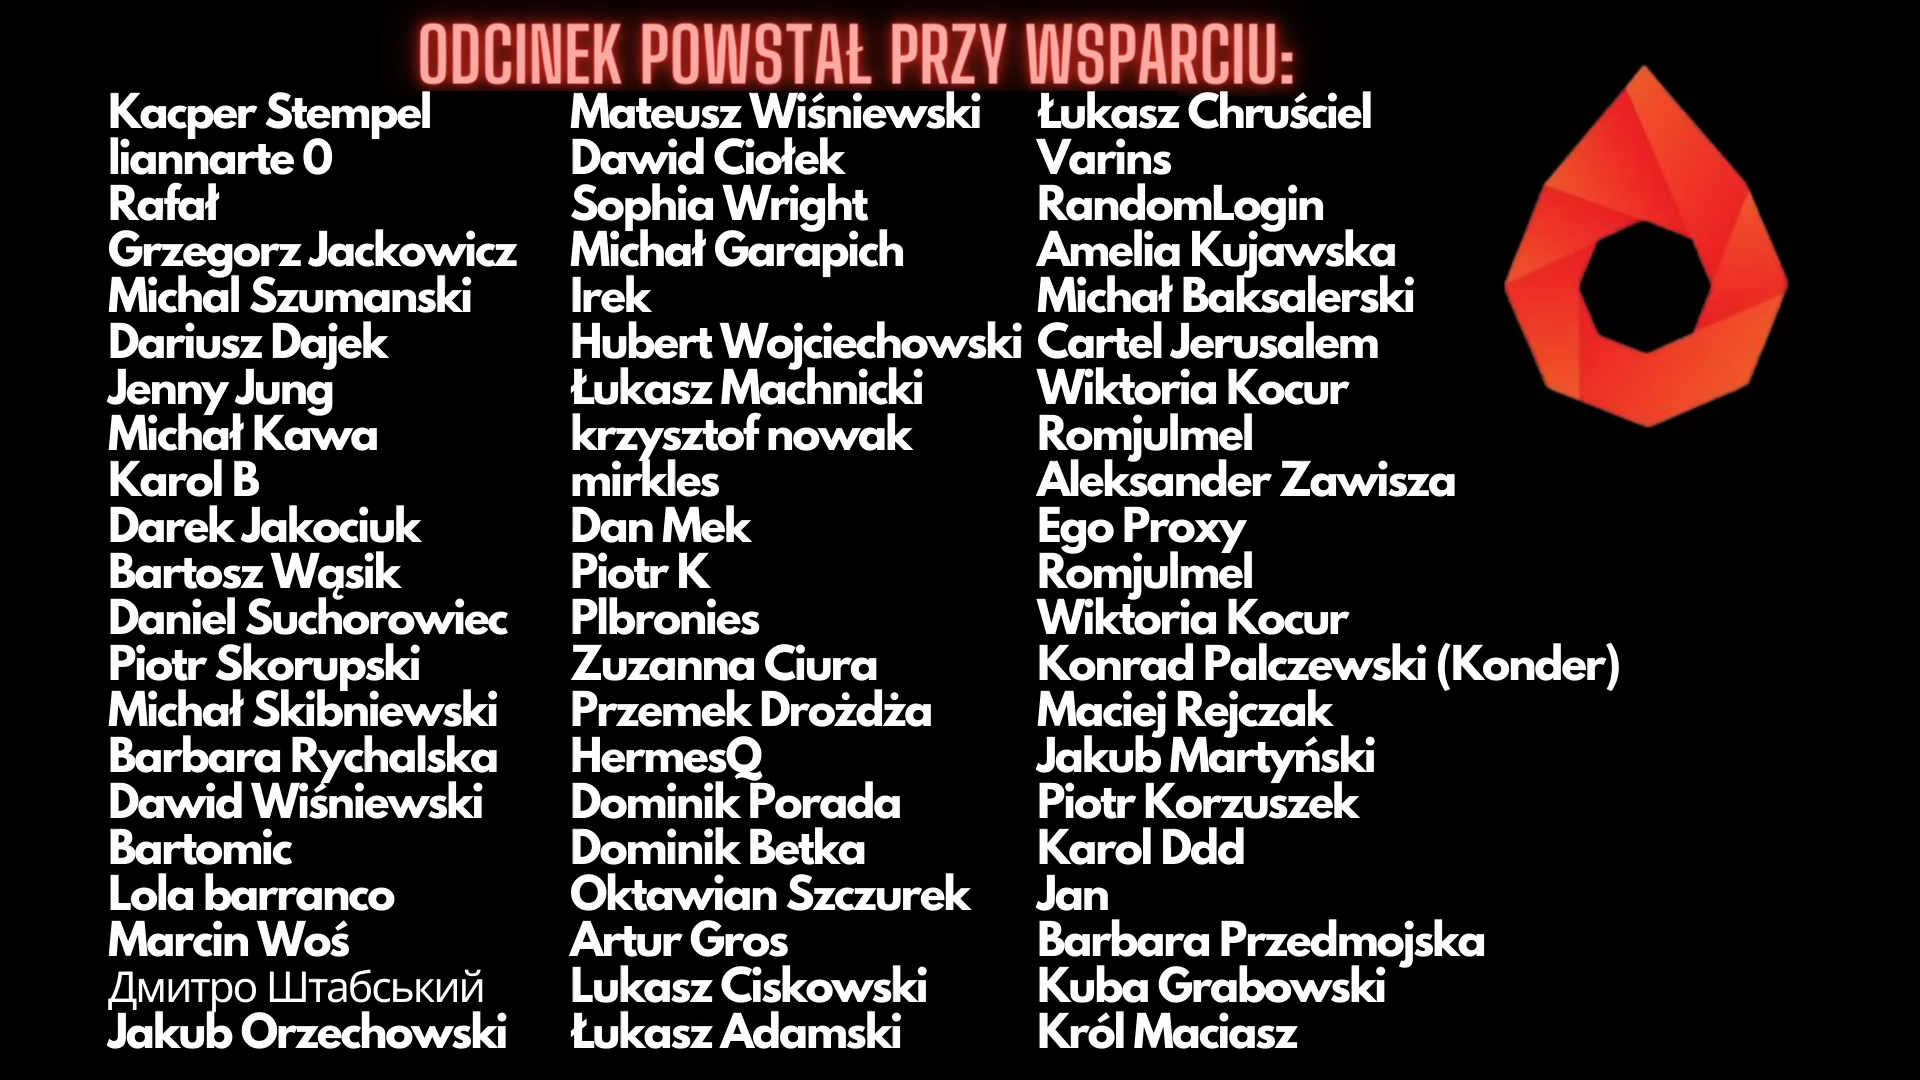 ODCINEK POWSTAŁ PRZY WSPARCIU:
Kacper Stempel
liannarte 0
Rafał
Grzegorz Jackowicz
Michal Szumanski
Dariusz Dajek
Jenny Jung
Michał Kawa
Karol B
Darek Jakociuk
Bartosz Wąsik
Daniel Suchorowiec
Piotr Skorupski
Michał Skibniewski
Barbara Rychalska
Dawid Wiśniewski
Bartomic
Lola barranco
Marcin Woś
Дмитро Штабський
Jakub Orzechowski
Mateusz Wiśniewski
Dawid Ciołek
Sophia Wright
Michał Garapich
Irek
Hubert Wojciechowski
Łukasz Machnicki
krzysztof nowak
mirkles
Dan Mek
Piotr K
Plbronies
Zuzanna Ciura
Przemek Drożdża
HermesQ
Dominik Porada
Dominik Betka
Oktawian Szczurek
Artur Gros
Lukasz Ciskowski
Łukasz Adamski
Łukasz Chruściel
Varins
RandomLogin
Amelia Kujawska
Michał Baksalerski
Cartel Jerusalem
Wiktoria Kocur
Romjulmel
Aleksander Zawisza
Ego Proxy
Romjulmel
Wiktoria Kocur
Konrad Palczewski (Konder)
Maciej Rejczak
Jakub Martyński
Piotr Korzuszek
Karol Ddd
Jan
Barbara Przedmojska
Kuba Grabowski
Król Maciasz